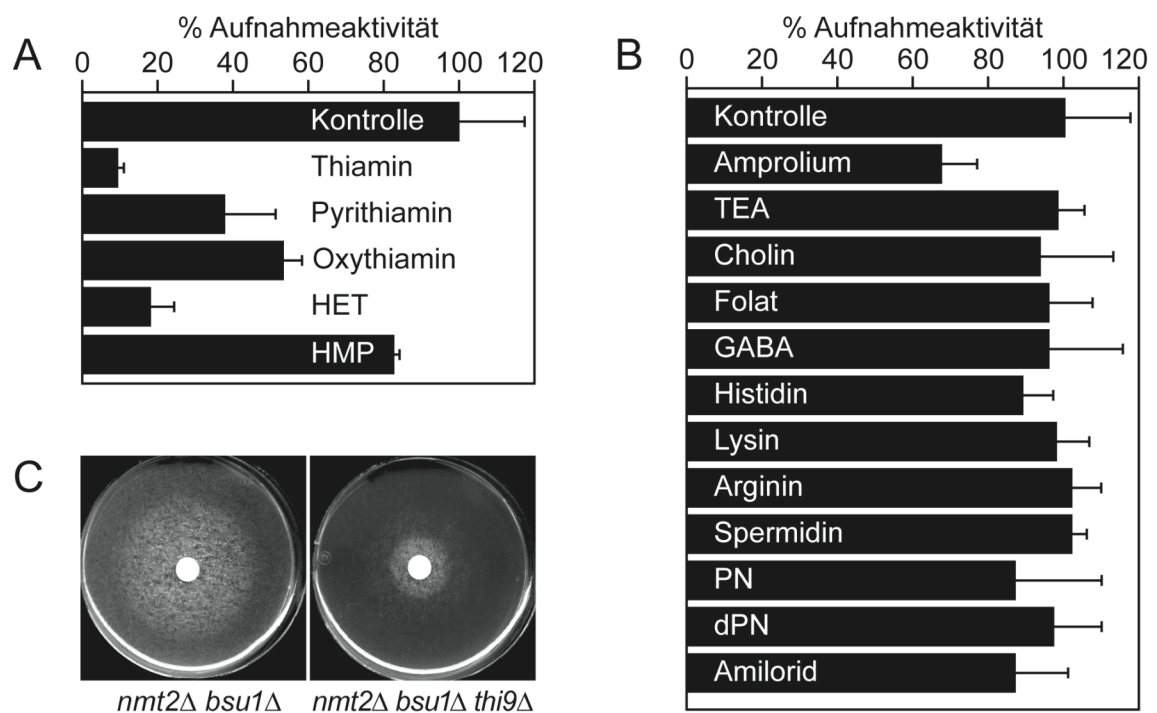 A
% Aufnahmeaktivität
0 20 40 60 80 100 120
Kontrolle
Thiamin
Pyrithiamin
Oxythiamin
HET
HMP
B
% Aufnahmeaktivität
0 20 40 60 80 100 120
Kontrolle
Amprolium
TEA
Cholin
Folat
GABA
Histidin
Lysin
Arginin
Spermidin
PN
dPN
Amilorid
C
nmt2Δ bsu1Δ
nmt2Δ bsu1Δ thi9Δ